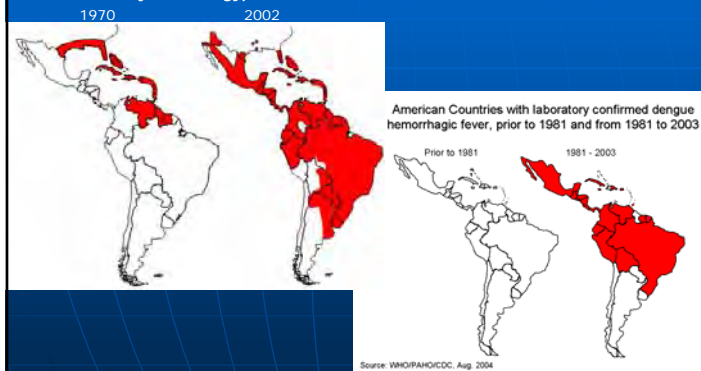 1970
2002
American Countries with laboratory confirmed dengue
hemorrhagic fever, prior to 1981 and from 1981 to 2003
Prior to 1981
1981 - 2003
Source: WHO/PAHO/CDC, Aug. 2004